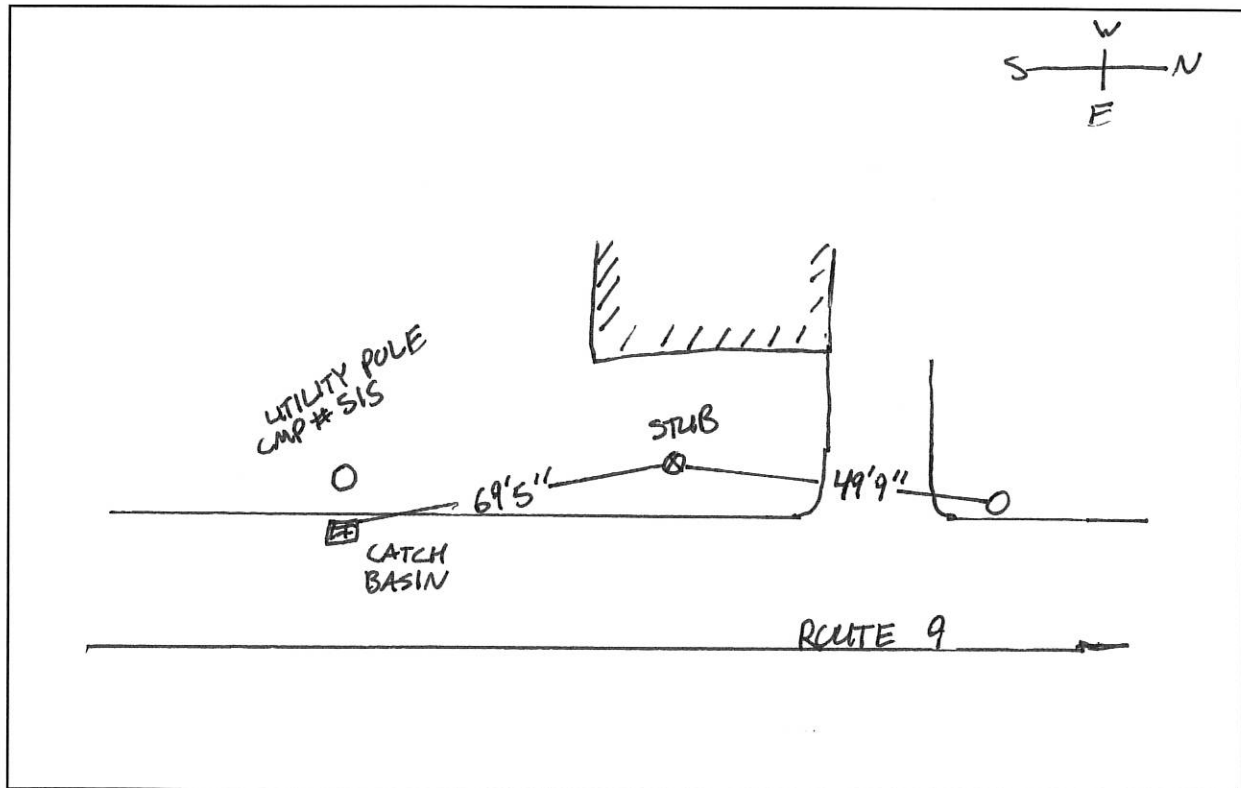 W
S N
E
UTILITY POLE
CMP # 515
STUB
69'5"
49'9"
CATCH
BASIN
ROUTE 9